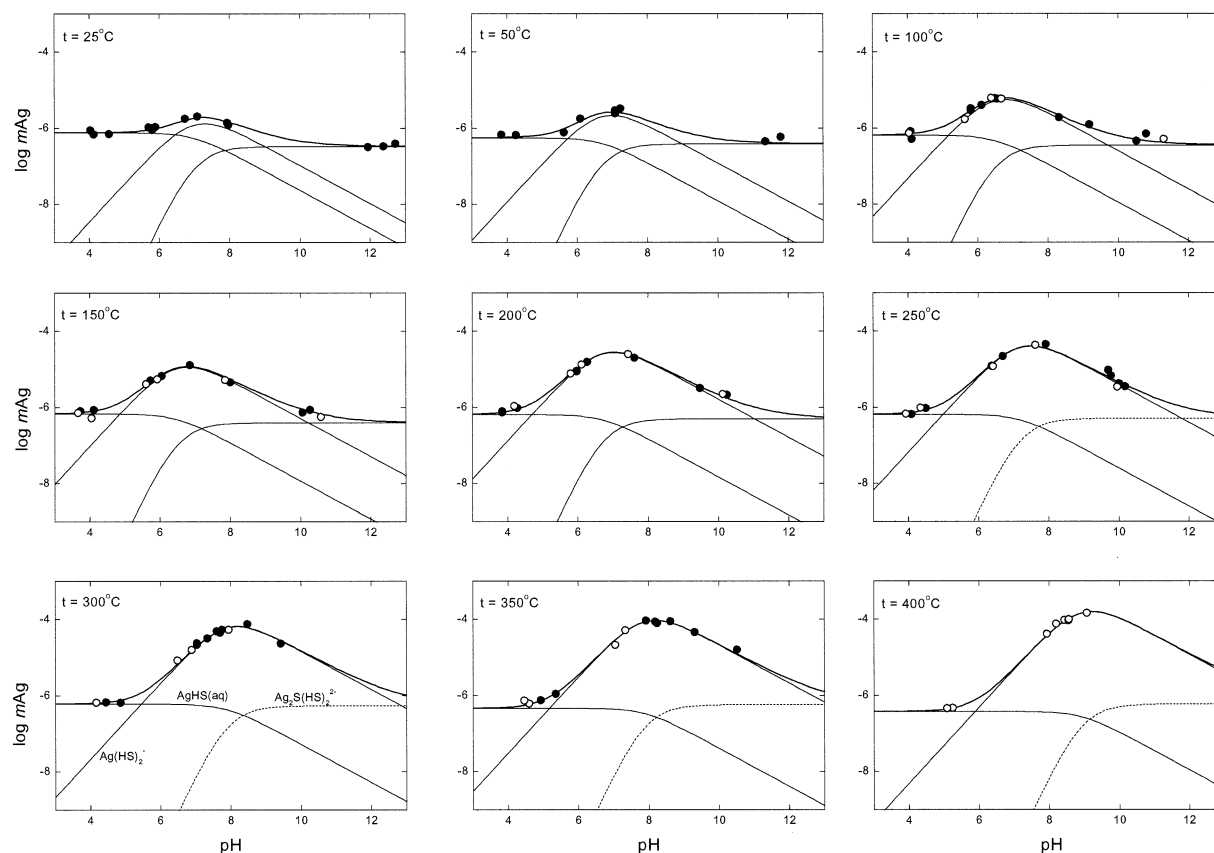 t = 25°C
t = 50°C
t = 100°C
log mAg
-4
-6
-8
-4
-6
-8
-4
-6
-8
4 6 8 10 12
4 6 8 10 12
4 6 8 10 12
t = 150°C
t = 200°C
t = 250°C
log mAg
-4
-6
-8
-4
-6
-8
-4
-6
-8
4 6 8 10 12
4 6 8 10 12
4 6 8 10 12
t = 300°C
t = 350°C
t = 400°C
log mAg
-4
-6
-8
AgHS(aq)
Ag₂S(HS)₂²⁻
Ag(HS)₂⁻
-4
-6
-8
-4
-6
-8
4 6 8 10 12
4 6 8 10 12
4 6 8 10 12
pH
pH
pH